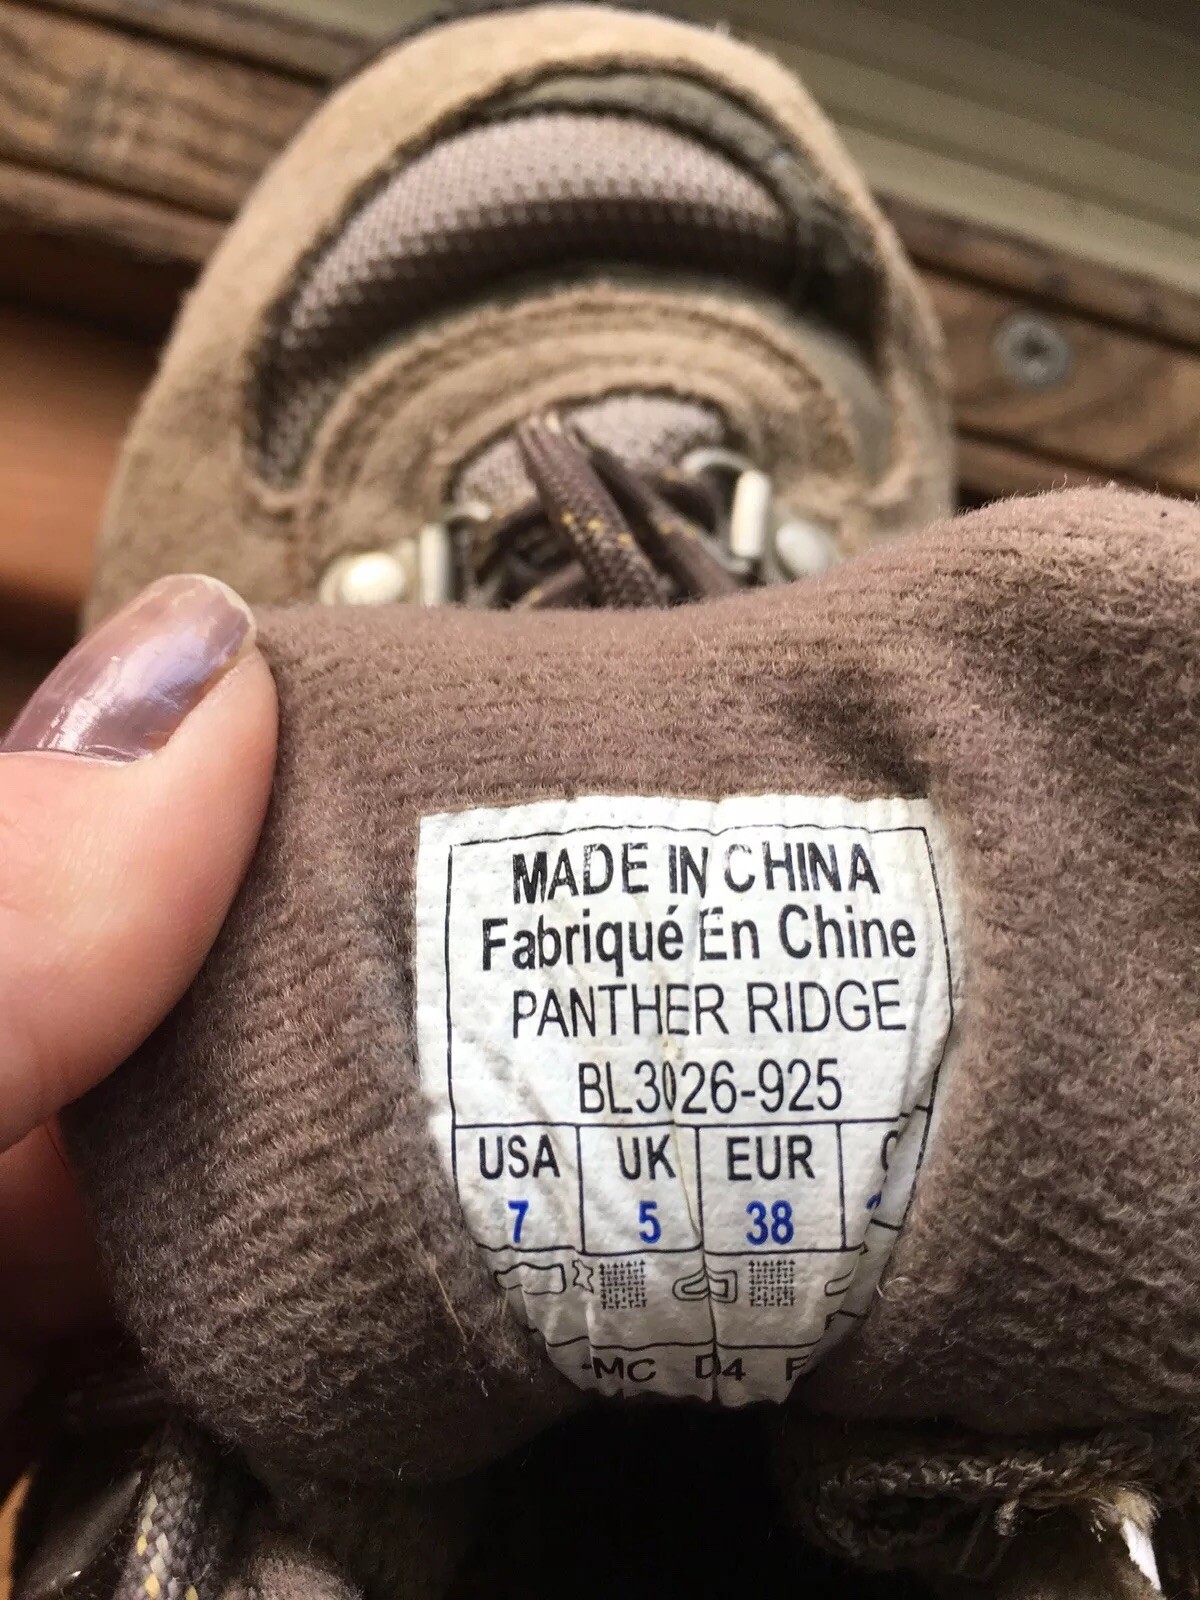 MADE IN CHINA
Fabriqué En Chine
PANTHER RIDGE
BL3026-925
USA UK EUR
7 5 38
MC D4